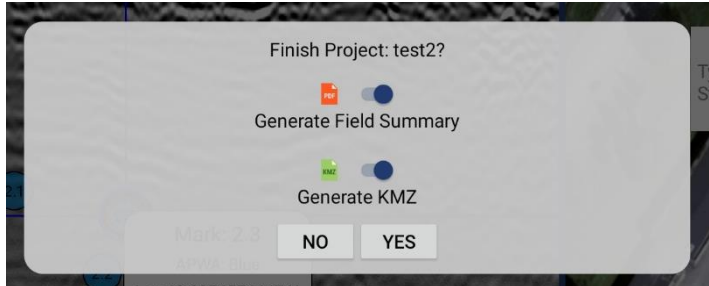 Finish Project: test2?
PDF
Generate Field Summary
KMZ
Generate KMZ
2.1
Mark: 2.3
NO YES
APWA: Blue
2.2